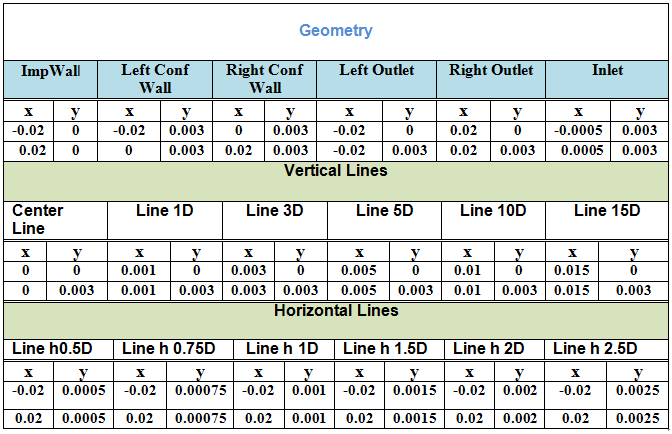 Geometry
ImpWall Left Conf Wall Right Conf Wall Left Outlet Right Outlet Inlet
x y x y x y x y x y x y
-0.02 0 -0.02 0.003 0 0.003 -0.02 0 0.02 0 -0.0005 0.003
0.02 0 0 0.003 0.02 0.003 -0.02 0.003 0.02 0.003 0.0005 0.003
Vertical Lines
Center Line Line 1D Line 3D Line 5D Line 10D Line 15D
x y x y x y x y x y x y
0 0 0.001 0 0.003 0 0.005 0 0.01 0 0.015 0
0 0.003 0.001 0.003 0.003 0.003 0.005 0.003 0.01 0.003 0.015 0.003
Horizontal Lines
Line h0.5D Line h 0.75D Line h 1D Line h 1.5D Line h 2D Line h 2.5D
x y x y x y x y x y x y
-0.02 0.0005 -0.02 0.00075 -0.02 0.001 -0.02 0.0015 -0.02 0.002 -0.02 0.0025
0.02 0.0005 0.02 0.00075 0.02 0.001 0.02 0.0015 0.02 0.002 0.02 0.0025